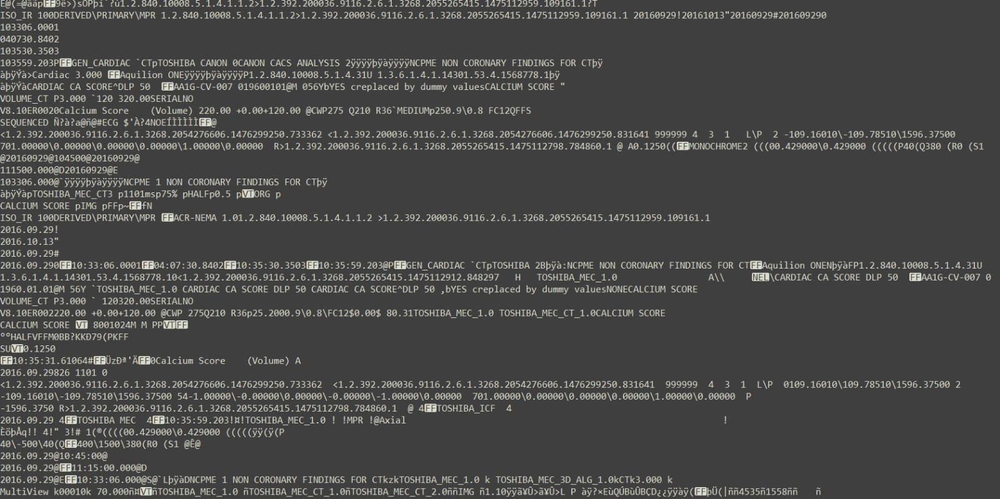 È@(=@ääàp FF9ë>)sOPþi`?ú1.2.840.10008.5.1.4.1.1.2>1.2.392.200036.9116.2.6.1.3268.2055265415.1475112959.109161.1?T
ISO_IR 100DERIVED\PRIMARY\MPR 1.2.840.10008.5.1.4.1.1.2>1.2.392.200036.9116.2.6.1.3268.2055265415.1475112959.109161.1 20160929!20161013"20160929#201609290
103306.0001
040730.8402
103530.3503
103559.203PFFGEN_CARDIAC `CTpTOSHIBA CANON 0CANON CACS ANALYSIS 2ÿÿÿÿþÿàÿÿÿÿNCPME NON CORONARY FINDINGS FOR CTþÿ
àþÿÝà>Cardiac 3.000 FFAquilion ONEÿÿÿÿþÿàÿÿÿÿP1.2.840.10008.5.1.4.31U 1.3.6.1.4.1.14301.53.4.1568778.1þÿ
àþÿÝàCARDIAC CA SCORE^DLP 50  FFAA1G-CV-007 019600101@M 056YbYES creplaced by dummy valuesCALCIUM SCORE "
VOLUME_CT P3.000 `120 320.00SERIALNO
V8.10ER0020Calcium Score    (Volume) 220.00 +0.00+120.00 @CWP275 Q210 R36`MEDIUMp250.9\0.8 FC12QFFS
SEQUENCED Ñ?à?a@ñ@#ECG $'À?4NOEÍÌÌÌÌÌFF@
<1.2.392.200036.9116.2.6.1.3268.2054276606.1476299250.733362 <1.2.392.200036.9116.2.6.1.3268.2054276606.1476299250.831641 999999 4  3  1   L\P  2 -109.16010\-109.78510\1596.37500
701.00000\0.00000\0.00000\0.00000\1.00000\0.00000  R>1.2.392.200036.9116.2.6.1.3268.2055265415.1475112798.784860.1 @ A0.1250((FFMONOCHROME2 (((00.429000\0.429000 (((((P40(Q380 (R0 (S1
@20160929@104500@20160929@
111500.000@D20160929@E
103306.000@`ÿÿÿÿþÿàÿÿÿÿNCPME 1 NON CORONARY FINDINGS FOR CTþÿ
àþÿÝàpTOSHIBA_MEC_CT3 p1101msp75% pHALFp0.5 pVTORG p
CALCIUM SCORE pIMG pFFp~FFfN
ISO_IR 100DERIVED\PRIMARY\MPR FFACR-NEMA 1.01.2.840.10008.5.1.4.1.1.2 >1.2.392.200036.9116.2.6.1.3268.2055265415.1475112959.109161.1
2016.09.29!
2016.10.13"
2016.09.29#
2016.09.290FF10:33:06.0001FF04:07:30.8402FF10:35:30.3503FF10:35:59.203@PFFGEN_CARDIAC `CTpTOSHIBA 2Bþÿà:NCPME NON CORONARY FINDINGS FOR CTFFAquilion ONENþÿàFP1.2.840.10008.5.1.4.31U
1.3.6.1.4.1.14301.53.4.1568778.10<1.2.392.200036.9116.2.6.1.3268.2055265415.1475112912.848297   H   TOSHIBA_MEC_1.0                 A\\     NEL\CARDIAC CA SCORE DLP 50  FFAA1G-CV-007 0
1960.01.01@M 56Y `TOSHIBA_MEC_1.0 CARDIAC CA SCORE DLP 50 CARDIAC CA SCORE^DLP 50 ,bYES creplaced by dummy valuesNONECALCIUM SCORE
VOLUME_CT P3.000 ` 120320.00SERIALNO
V8.10ER002220.00 +0.00+120.00 @CWP 275Q210 R36p25.2000.9\0.8\FC12$0.00$ 80.31TOSHIBA_MEC_1.0 TOSHIBA_MEC_CT_1.0CALCIUM SCORE
CALCIUM SCORE VT 8001024M M PPVTFF
ººHALFVFFM0BB?KKÐ79(PKFF
SUVT0.1250
FF10:35:31.61064#FFÜzÐª'ÄFF0Calcium Score    (Volume) A
2016.09.29826 1101 0
<1.2.392.200036.9116.2.6.1.3268.2054276606.1476299250.733362  <1.2.392.200036.9116.2.6.1.3268.2054276606.1476299250.831641  999999  4  3  1  L\P  0109.16010\109.78510\1596.37500 2
-109.16010\-109.78510\1596.37500 54-1.00000\-0.00000\0.00000\-0.00000\-1.00000\0.00000  701.00000\0.00000\0.00000\0.00000\1.00000\0.00000  P
-1596.3750 R>1.2.392.200036.9116.2.6.1.3268.2055265415.1475112798.784860.1  @ 4FFTOSHIBA_ICF  4
2016.09.29 4FFTOSHIBA MEC  4FF10:35:59.203!¤!TOSHIBA_MEC_1.0 ! !MPR !@Axial                                                           !
ÈöþÅq!! 4!" 3!# 1(®((((00.429000\0.429000 (((((ÿÿ(ÿ(P
40\-500\40(QFF400\1500\380(R0 (S1 @Ê@
2016.09.29@10:45:00@
2016.09.29@FF11:15:00.000@D
2016.09.29@EFF10:33:06.000@S@`LþÿàDNCPME 1 NON CORONARY FINDINGS FOR CTkzkTOSHIBA_MEC_1.0 k TOSHIBA_MEC_3D_ALG_1.0kCTk3.000 k
MultiView k00010k 70.000ñ¤VTñTOSHIBA_MEC_1.0 ñTOSHIBA_MEC_CT_1.0ñTOSHIBA_MEC_CT_2.0ññIMG ñ1.10ÿÿã¥Û>ã¥Û>L P àÿ?×EùQÚBùÛBÇD¿¿ÿÿàÿ(FFþÜ(|ññ4535ñ1558ññ   ñ